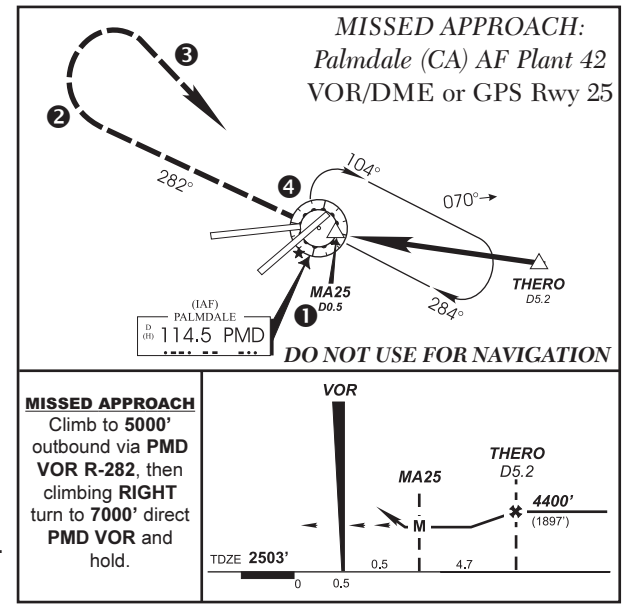 MISSED APPROACH:
Palmdale (CA) AF Plant 42
VOR/DME or GPS Rwy 25
❸
❷
282°
❹
104°
070°→
284°
THERO
D5.2
MA25
D0.5
❶
(IAF)
PALMDALE
D
(H) 114.5 PMD
DO NOT USE FOR NAVIGATION
MISSED APPROACH
Climb to 5000'
outbound via PMD
VOR R-282, then
climbing RIGHT
turn to 7000' direct
PMD VOR and
hold.
VOR
THERO
D5.2
MA25
4400'
(1897')
M
TDZE 2503'
0.5
4.7
0
0.5